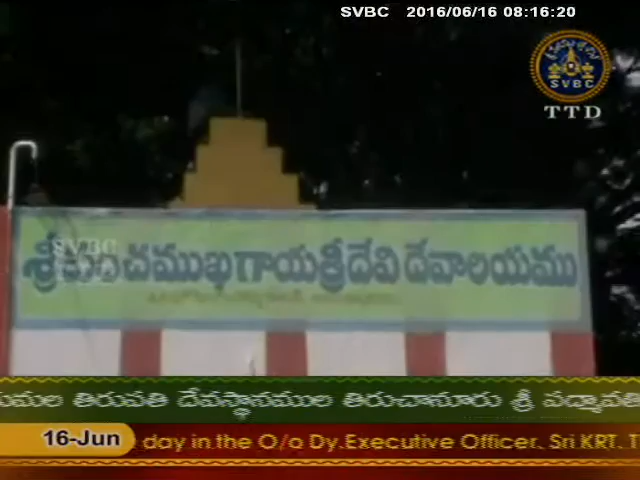 SVBC 2016/06/16 08:16:20
SVBC
TTD
శ్రీ పంచముఖ గాయత్రీదేవి దేవాలయము
SVBC
మల తిరుపతి దేవస్థానముల తిరుచానూరు శ్రీ పద్మావతి
16-Jun day in the O/o Dy.Executive Officer, Sri KRT, T